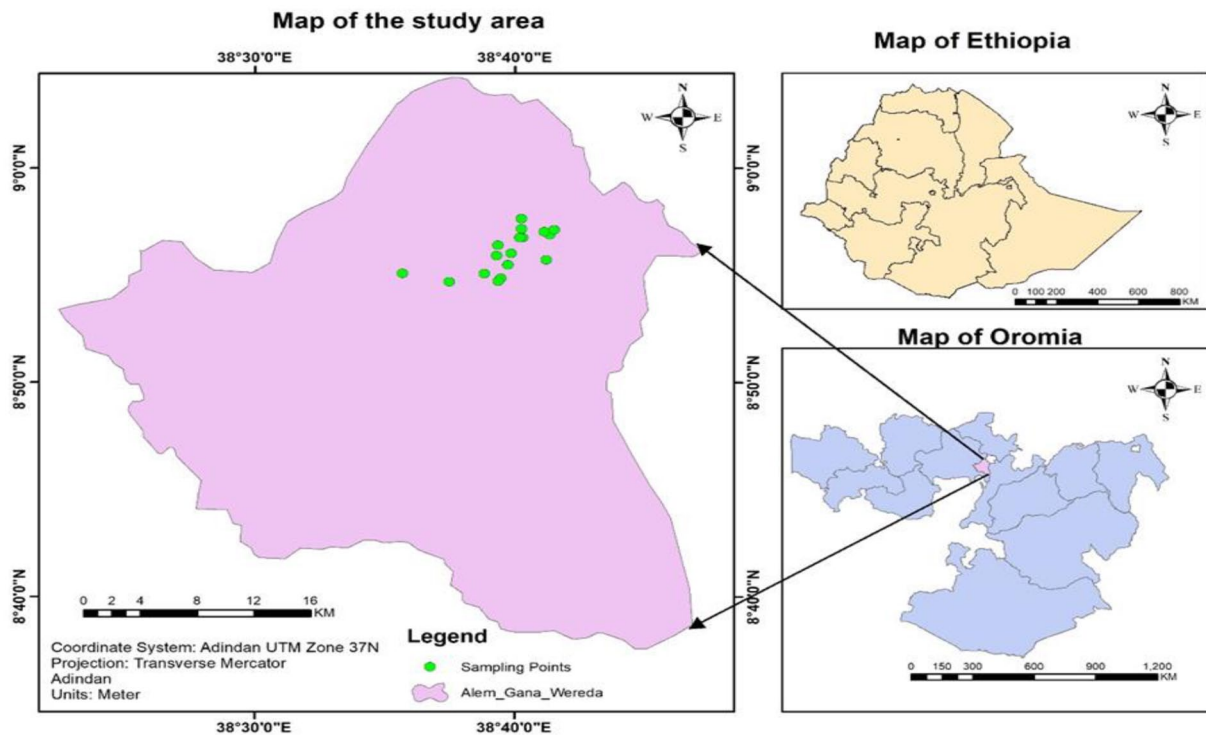 Map of the study area
38°30'0"E
38°40'0"E
N
W
E
S
9°0'0"N
8°50'0"N
8°40'0"N
9°0'0"N
8°50'0"N
8°40'0"N
0 2 4 8 12 16
KM
Coordinate System: Adindan UTM Zone 37N
Projection: Transverse Mercator
Adindan
Units: Meter
Legend
Sampling Points
Alem_Gana_Wereda
38°30'0"E
38°40'0"E
Map of Ethiopia
N
W
E
S
0 100 200 400 600 800
KM
Map of Oromia
N
W
E
S
0 150 300 600 900 1,200
KM